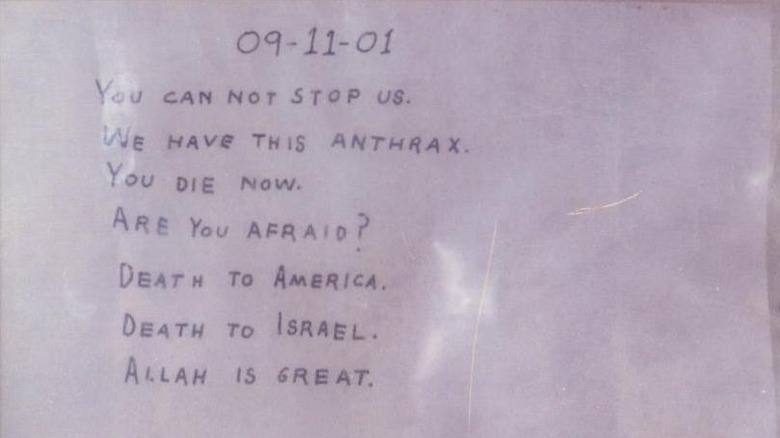 09-11-01
YOU CAN NOT STOP US.
WE HAVE THIS ANTHRAX.
YOU DIE NOW.
ARE YOU AFRAID?
DEATH TO AMERICA.
DEATH TO ISRAEL.
ALLAH IS GREAT.